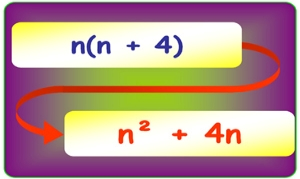 n(n + 4)
n² + 4n